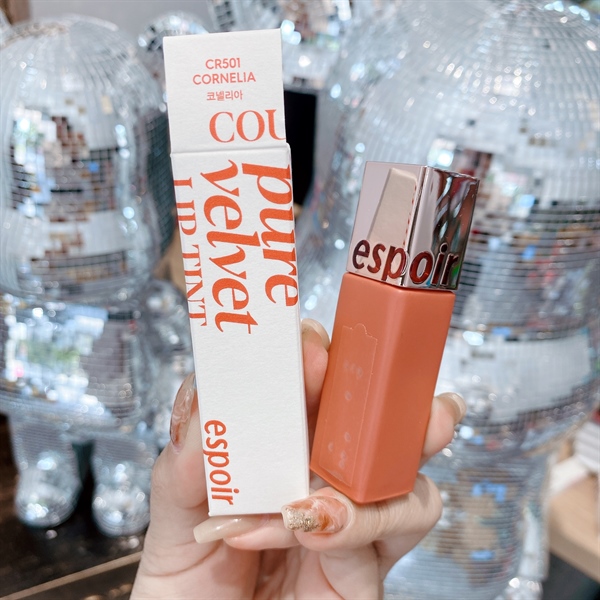 CR501
CORNELIA
코넬리아
COU
pure
velvet
LIP TINT
espoir
espoir